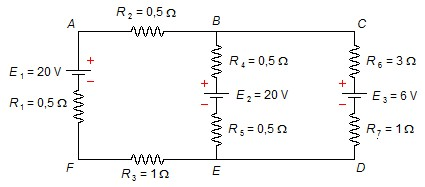 A
R₂ = 0,5 Ω
B
C
+
E₁ = 20 V
−
R₁ = 0,5 Ω
R₄ = 0,5 Ω
+
E₂ = 20 V
−
R₅ = 0,5 Ω
R₆ = 3 Ω
+
E₃ = 6 V
−
R₇ = 1 Ω
F
R₃ = 1 Ω
E
D